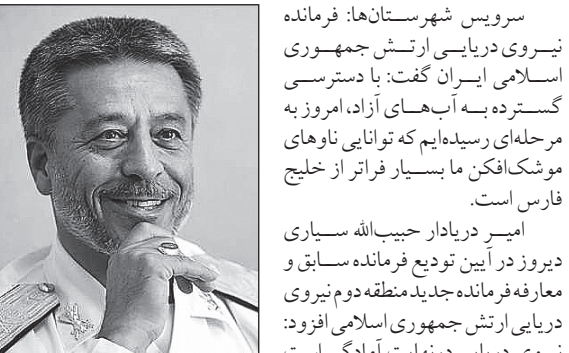 سرویس شهرستان‌ها: فرمانده
نیروی دریایی ارتش جمهوری
اسلامی ایران گفت: با دسترسی
گسترده به آب‌های آزاد، امروز به
مرحله‌ای رسیده‌ایم که توانایی ناوهای
موشک‌افکن ما بسیار فراتر از خلیج
فارس است.
امیر دریادار حبیب‌الله سیاری
دیروز در آیین تودیع فرمانده سابق و
معارفه فرمانده جدید منطقه دوم نیروی
دریایی ارتش جمهوری اسلامی افزود: